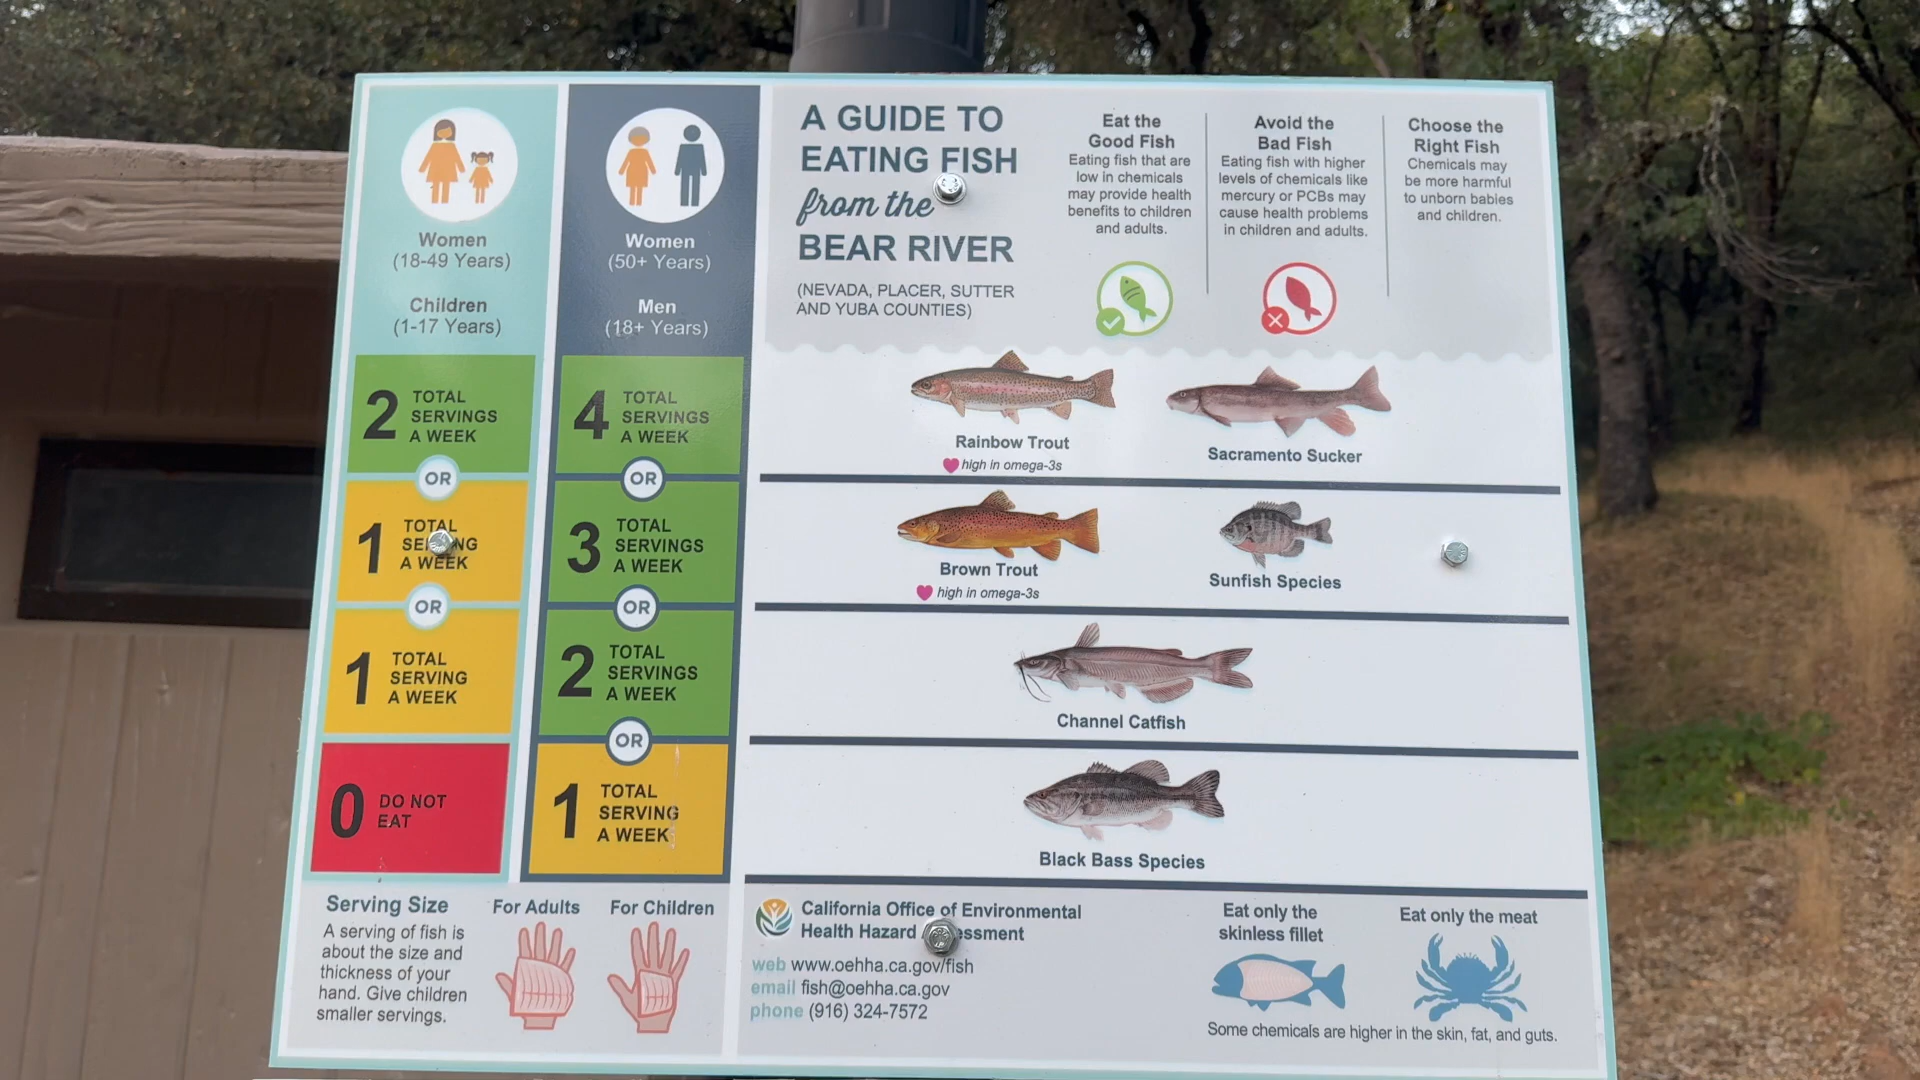 Women
(18-49 Years)
Children
(1-17 Years)
Women
(50+ Years)
Men
(18+ Years)
A GUIDE TO
EATING FISH
from the
BEAR RIVER
(NEVADA, PLACER, SUTTER
AND YUBA COUNTIES)
Eat the
Good Fish
Eating fish that are
low in chemicals
may provide health
benefits to children
and adults.
Avoid the
Bad Fish
Eating fish with higher
levels of chemicals like
mercury or PCBs may
cause health problems
in children and adults.
Choose the
Right Fish
Chemicals may
be more harmful
to unborn babies
and children.
2 TOTAL
SERVINGS
A WEEK
4 TOTAL
SERVINGS
A WEEK
Rainbow Trout
high in omega-3s
Sacramento Sucker
OR
OR
1 TOTAL
SERVING
A WEEK
3 TOTAL
SERVINGS
A WEEK
Brown Trout
high in omega-3s
Sunfish Species
OR
OR
1 TOTAL
SERVING
A WEEK
2 TOTAL
SERVINGS
A WEEK
Channel Catfish
OR
0 DO NOT
EAT
1 TOTAL
SERVING
A WEEK
Black Bass Species
Serving Size
A serving of fish is
about the size and
thickness of your
hand. Give children
smaller servings.
For Adults
For Children
California Office of Environmental
Health Hazard Assessment
web www.oehha.ca.gov/fish
email fish@oehha.ca.gov
phone (916) 324-7572
Eat only the
skinless fillet
Eat only the meat
Some chemicals are higher in the skin, fat, and guts.